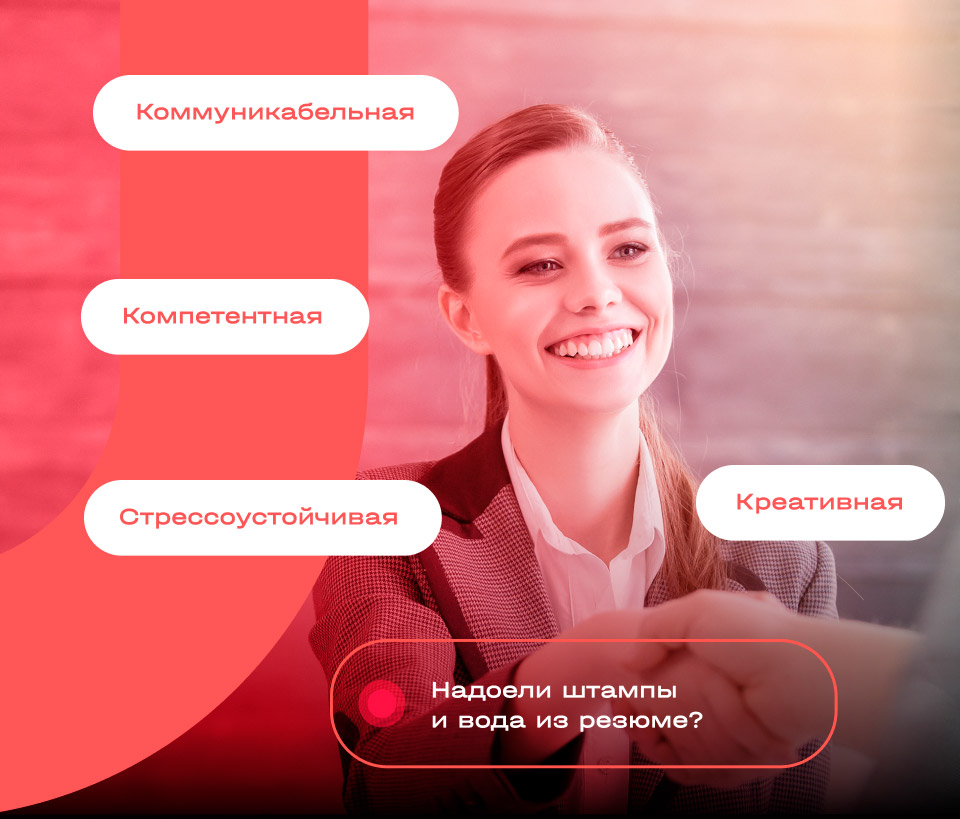 Коммуникабельная
Компетентная
Стрессоустойчивая
Креативная
Надоели штампы
и вода из резюме?